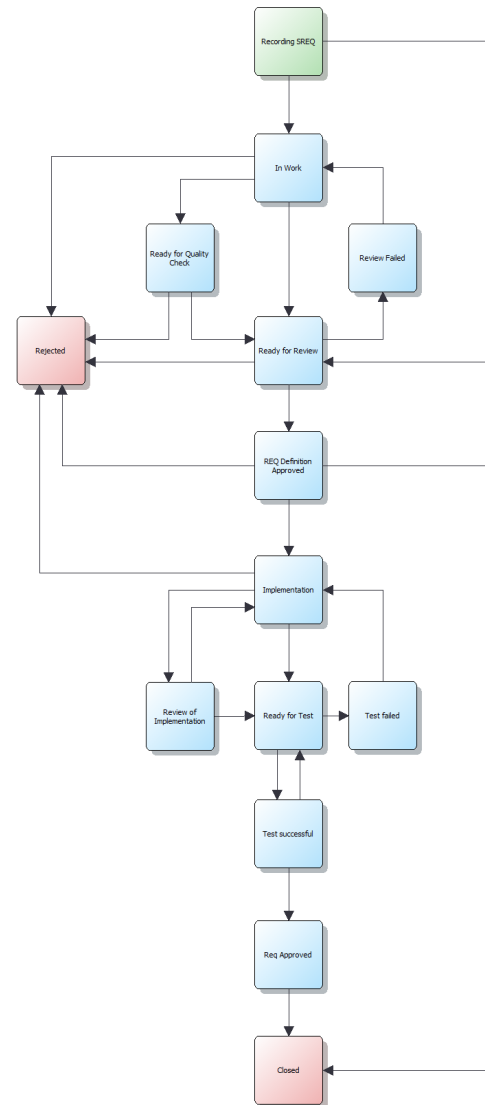 Recording SREQ
In Work
Ready for Quality
Check
Review Failed
Rejected
Ready for Review
REQ Definition
Approved
Implementation
Review of
Implementation
Ready for Test
Test failed
Test successful
Req Approved
Closed